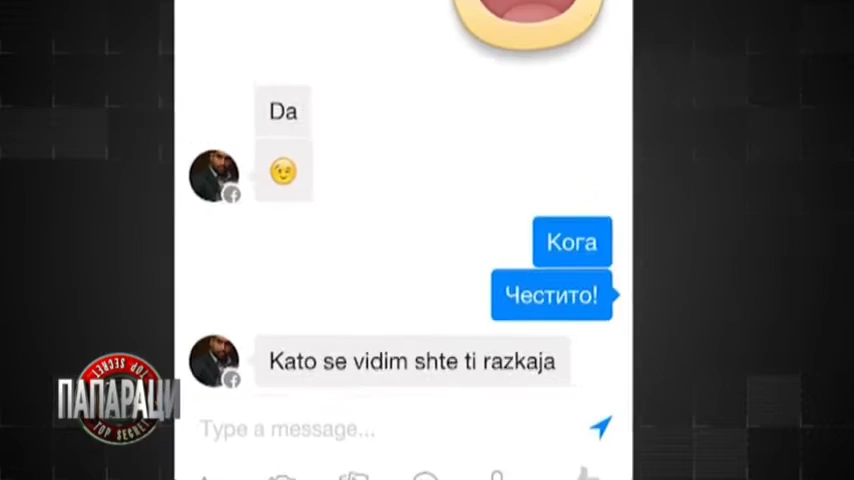 Da
Кога
Честито!
Kato se vidim shte ti razkaja
Type a message...
TOP SECRET
ПАПАРАЦИ
TOP SECRET